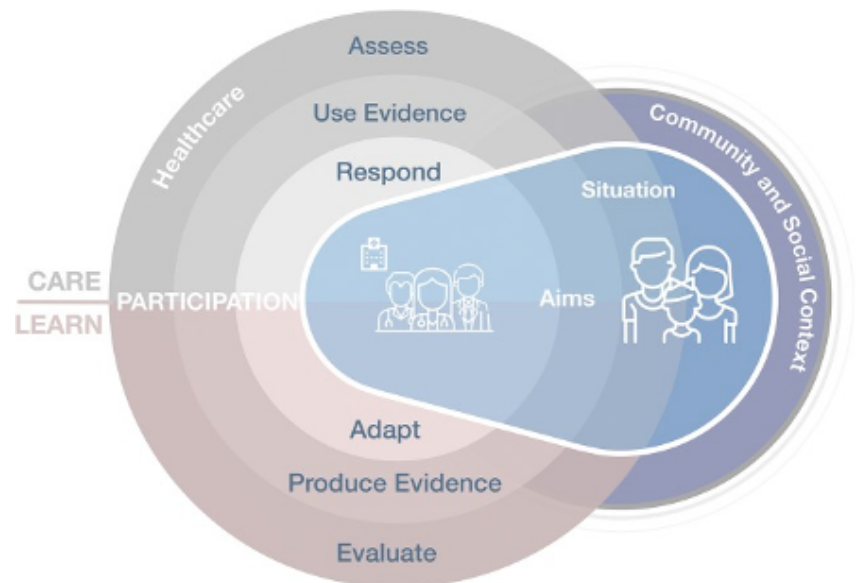 Assess
Use Evidence
Respond
Healthcare
Community and Social Context
Situation
CARE
LEARN
PARTICIPATION
Aims
Adapt
Produce Evidence
Evaluate